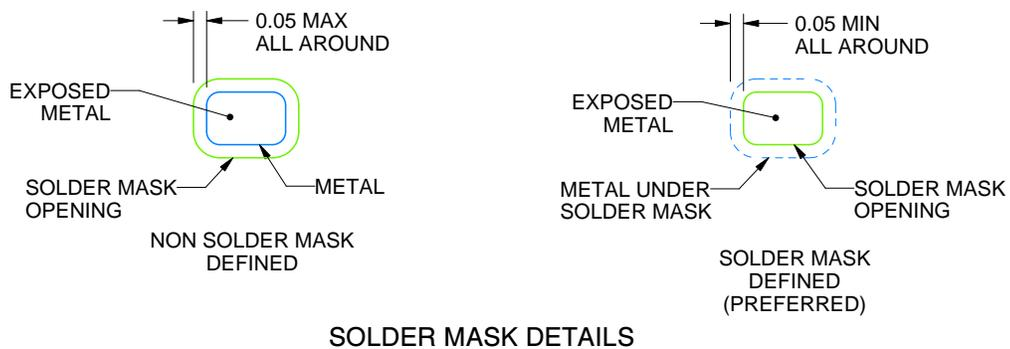 0.05 MAX
ALL AROUND
EXPOSED
METAL
SOLDER MASK
OPENING
METAL
NON SOLDER MASK
DEFINED
0.05 MIN
ALL AROUND
EXPOSED
METAL
METAL UNDER
SOLDER MASK
SOLDER MASK
OPENING
SOLDER MASK
DEFINED
(PREFERRED)
SOLDER MASK DETAILS